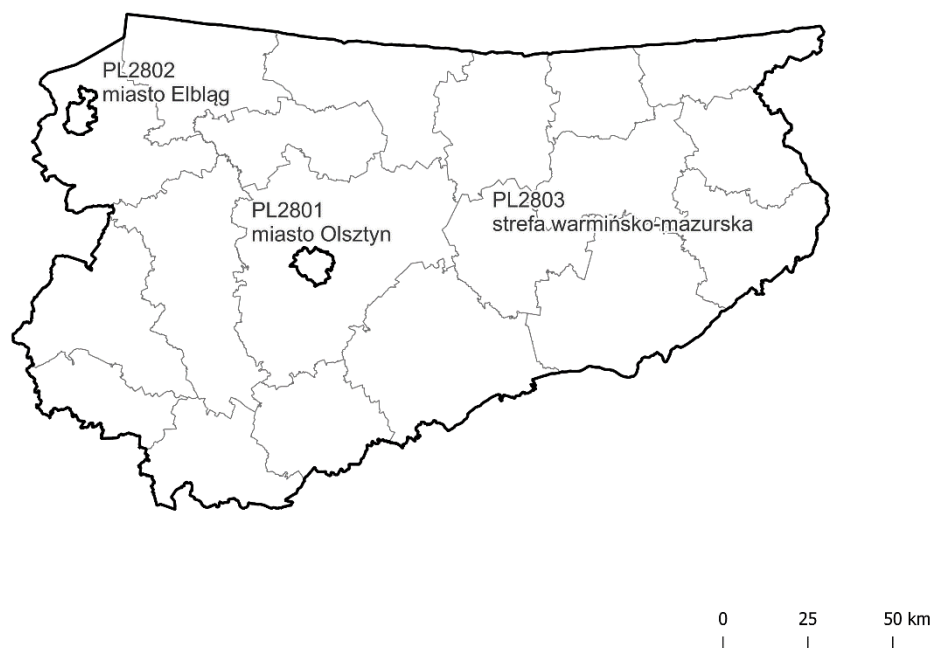 PL2802
miasto Elbląg
PL2801
miasto Olsztyn
PL2803
strefa warmińsko-mazurska
0 25 50 km